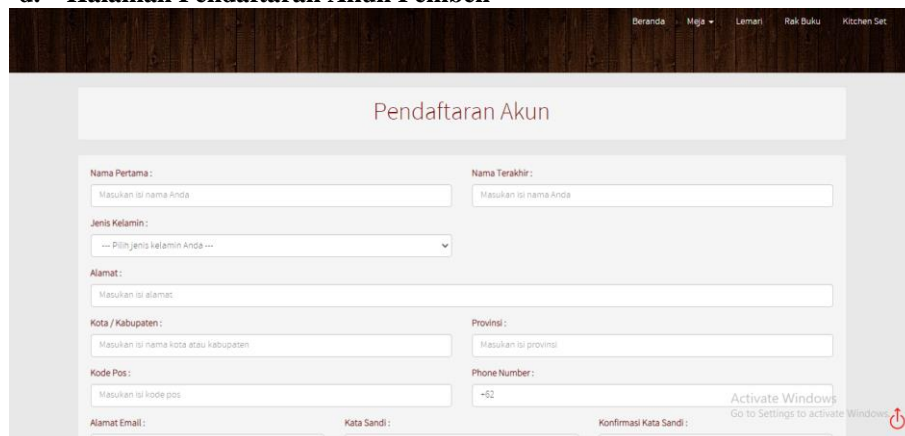 d. Halaman Pendaftaran Akun Pembeli
Beranda Meja Lemari Rak Buku Kitchen Set
Pendaftaran Akun
Nama Pertama : Nama Terakhir :
Masukan isi nama Anda Masukan isi nama Anda
Jenis Kelamin :
--- Pilih jenis kelamin Anda ---
Alamat :
Masukan isi alamat
Kota / Kabupaten : Provinsi :
Masukan isi nama kota atau kabupaten Masukan isi provinsi
Kode Pos : Phone Number :
Masukan isi kode pos +62
Activate Windows
Go to Settings to activate Windows.
Alamat Email : Kata Sandi : Konfirmasi Kata Sandi :